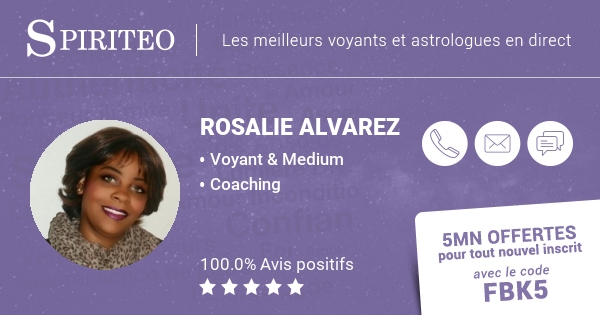 SPIRITEO
Les meilleurs voyants et astrologues en direct
ROSALIE ALVAREZ
• Voyant & Medium
• Coaching
100.0% Avis positifs
5MN OFFERTES
pour tout nouvel inscrit
avec le code
FBK5